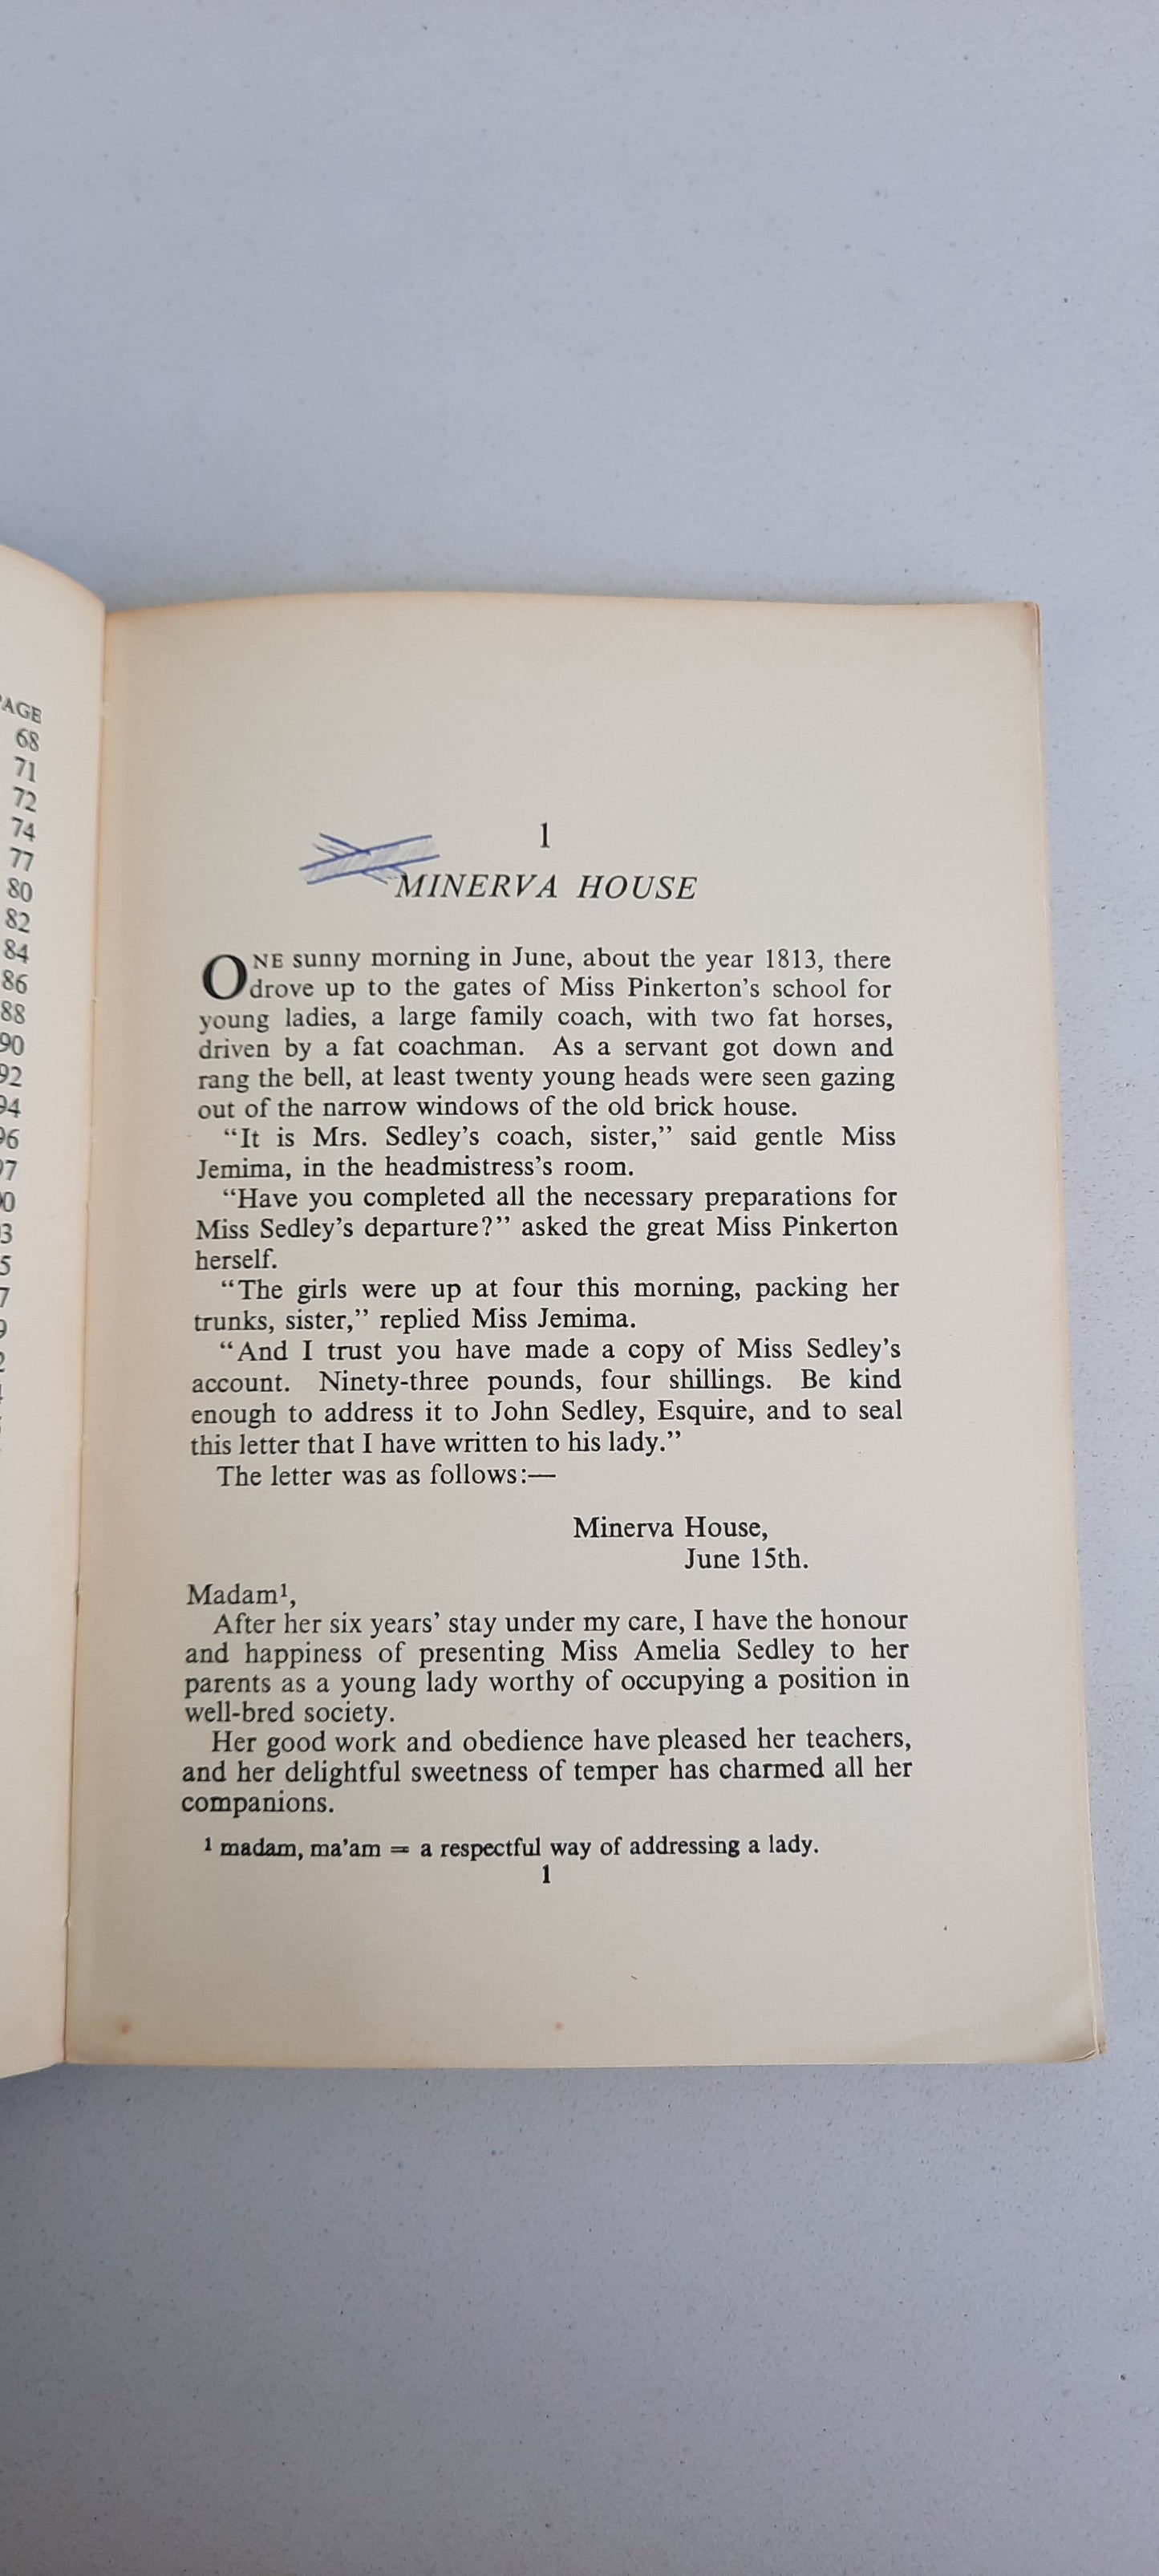 PAGE
68
71
72
74
77
80
82
84
86
88
90
92
94
96
97
1
MINERVA HOUSE
ONE sunny morning in June, about the year 1813, there
drove up to the gates of Miss Pinkerton's school for
young ladies, a large family coach, with two fat horses,
driven by a fat coachman. As a servant got down and
rang the bell, at least twenty young heads were seen gazing
out of the narrow windows of the old brick house.
“It is Mrs. Sedley's coach, sister,” said gentle Miss
Jemima, in the headmistress's room.
“Have you completed all the necessary preparations for
Miss Sedley's departure?” asked the great Miss Pinkerton
herself.
“The girls were up at four this morning, packing her
trunks, sister,” replied Miss Jemima.
“And I trust you have made a copy of Miss Sedley's
account. Ninety-three pounds, four shillings. Be kind
enough to address it to John Sedley, Esquire, and to seal
this letter that I have written to his lady.”
The letter was as follows:—
Minerva House,
June 15th.
Madam¹,
After her six years' stay under my care, I have the honour
and happiness of presenting Miss Amelia Sedley to her
parents as a young lady worthy of occupying a position in
well-bred society.
Her good work and obedience have pleased her teachers,
and her delightful sweetness of temper has charmed all her
companions.
¹ madam, ma'am = a respectful way of addressing a lady.
1